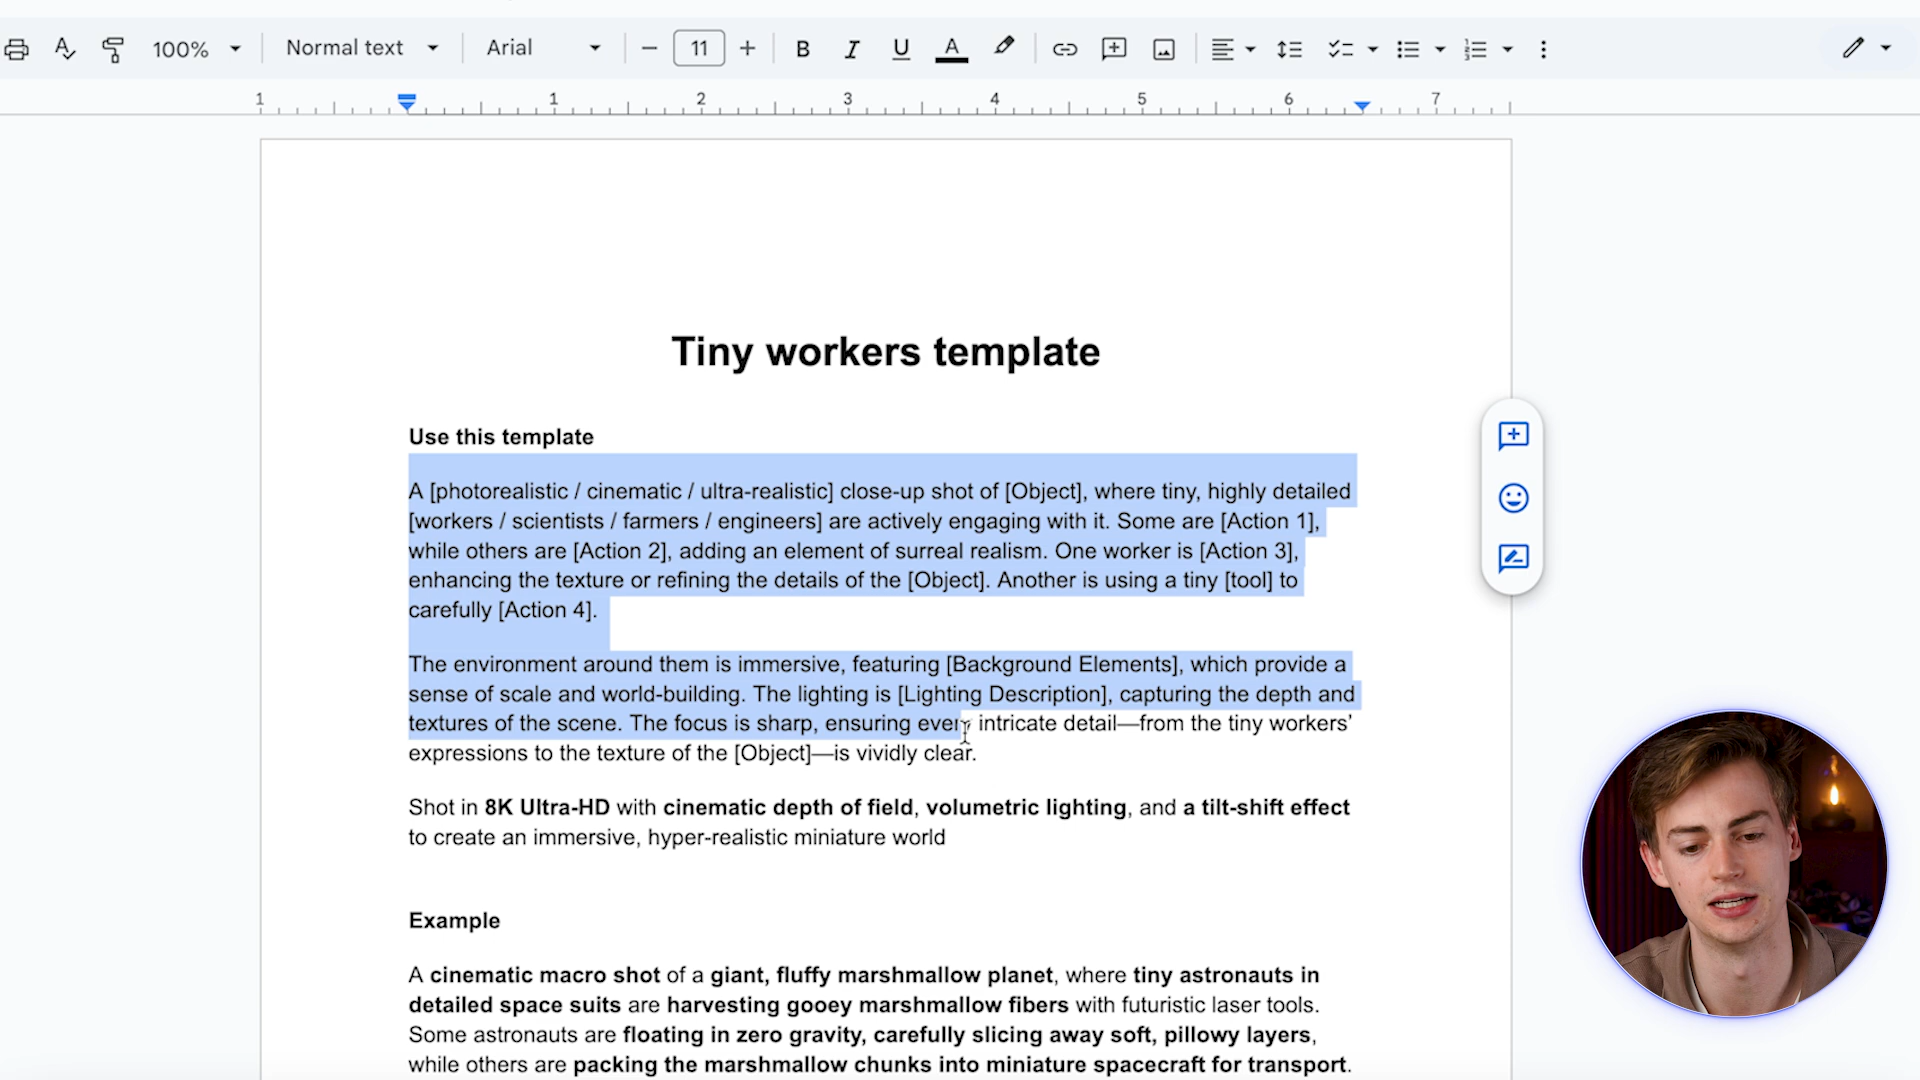 100% Normal text Arial 11 B I U A
1 1 2 3 4 5 6 7
Tiny workers template
Use this template
A [photorealistic / cinematic / ultra-realistic] close-up shot of [Object], where tiny, highly detailed
[workers / scientists / farmers / engineers] are actively engaging with it. Some are [Action 1],
while others are [Action 2], adding an element of surreal realism. One worker is [Action 3],
enhancing the texture or refining the details of the [Object]. Another is using a tiny [tool] to
carefully [Action 4].
The environment around them is immersive, featuring [Background Elements], which provide a
sense of scale and world-building. The lighting is [Lighting Description], capturing the depth and
textures of the scene. The focus is sharp, ensuring every intricate detail—from the tiny workers’
expressions to the texture of the [Object]—is vividly clear.
Shot in 8K Ultra-HD with cinematic depth of field, volumetric lighting, and a tilt-shift effect
to create an immersive, hyper-realistic miniature world
Example
A cinematic macro shot of a giant, fluffy marshmallow planet, where tiny astronauts in
detailed space suits are harvesting gooey marshmallow fibers with futuristic laser tools.
Some astronauts are floating in zero gravity, carefully slicing away soft, pillowy layers,
while others are packing the marshmallow chunks into miniature spacecraft for transport.